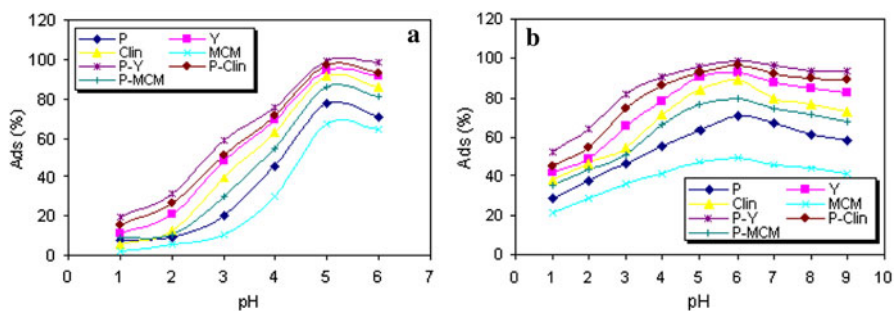 a
120
100
80
60
40
20
0
Ads (%)
P
Y
Clin
MCM
P-Y
P-Clin
P-MCM
0 1 2 3 4 5 6 7
pH
b
120
100
80
60
40
20
0
Ads (%)
P
Y
Clin
MCM
P-Y
P-Clin
P-MCM
0 1 2 3 4 5 6 7 8 9 10
pH